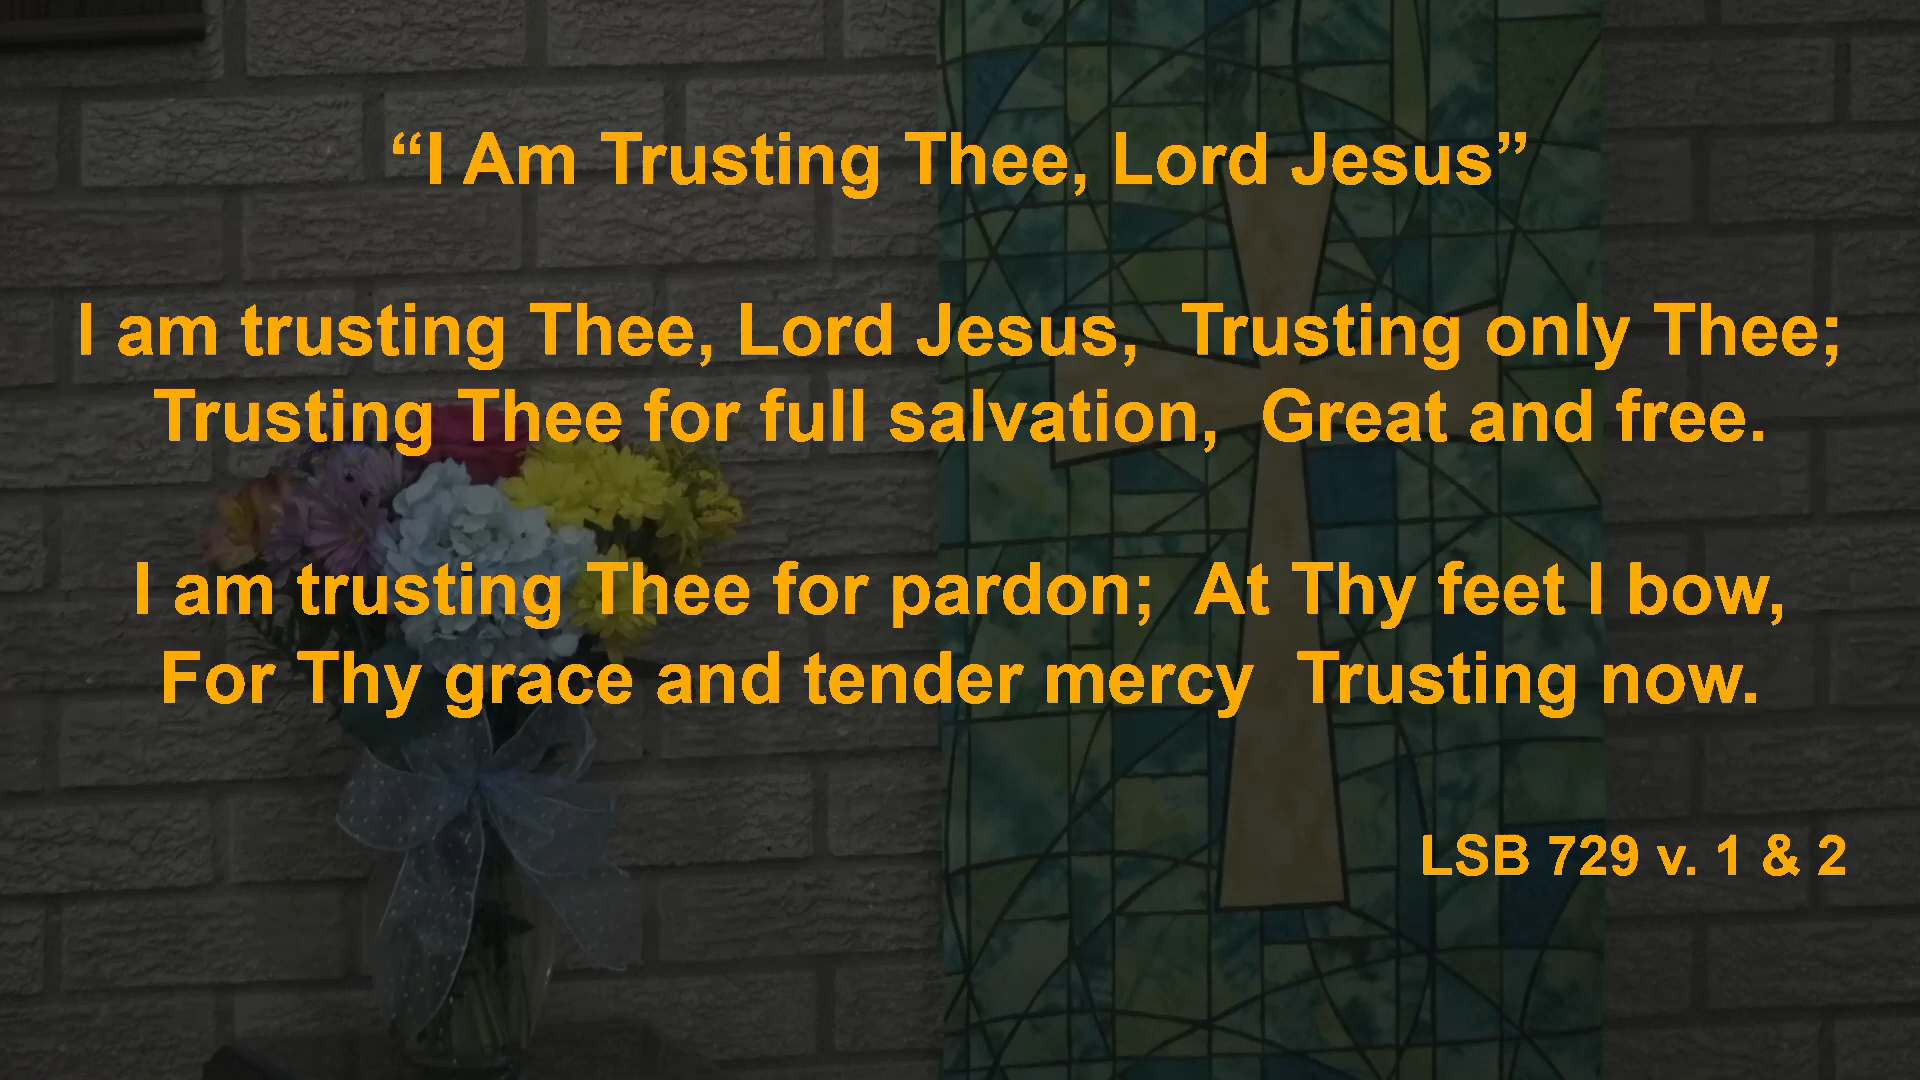 “I Am Trusting Thee, Lord Jesus”
I am trusting Thee, Lord Jesus,  Trusting only Thee;
Trusting Thee for full salvation,  Great and free.
I am trusting Thee for pardon;  At Thy feet I bow,
For Thy grace and tender mercy  Trusting now.
LSB 729 v. 1 & 2